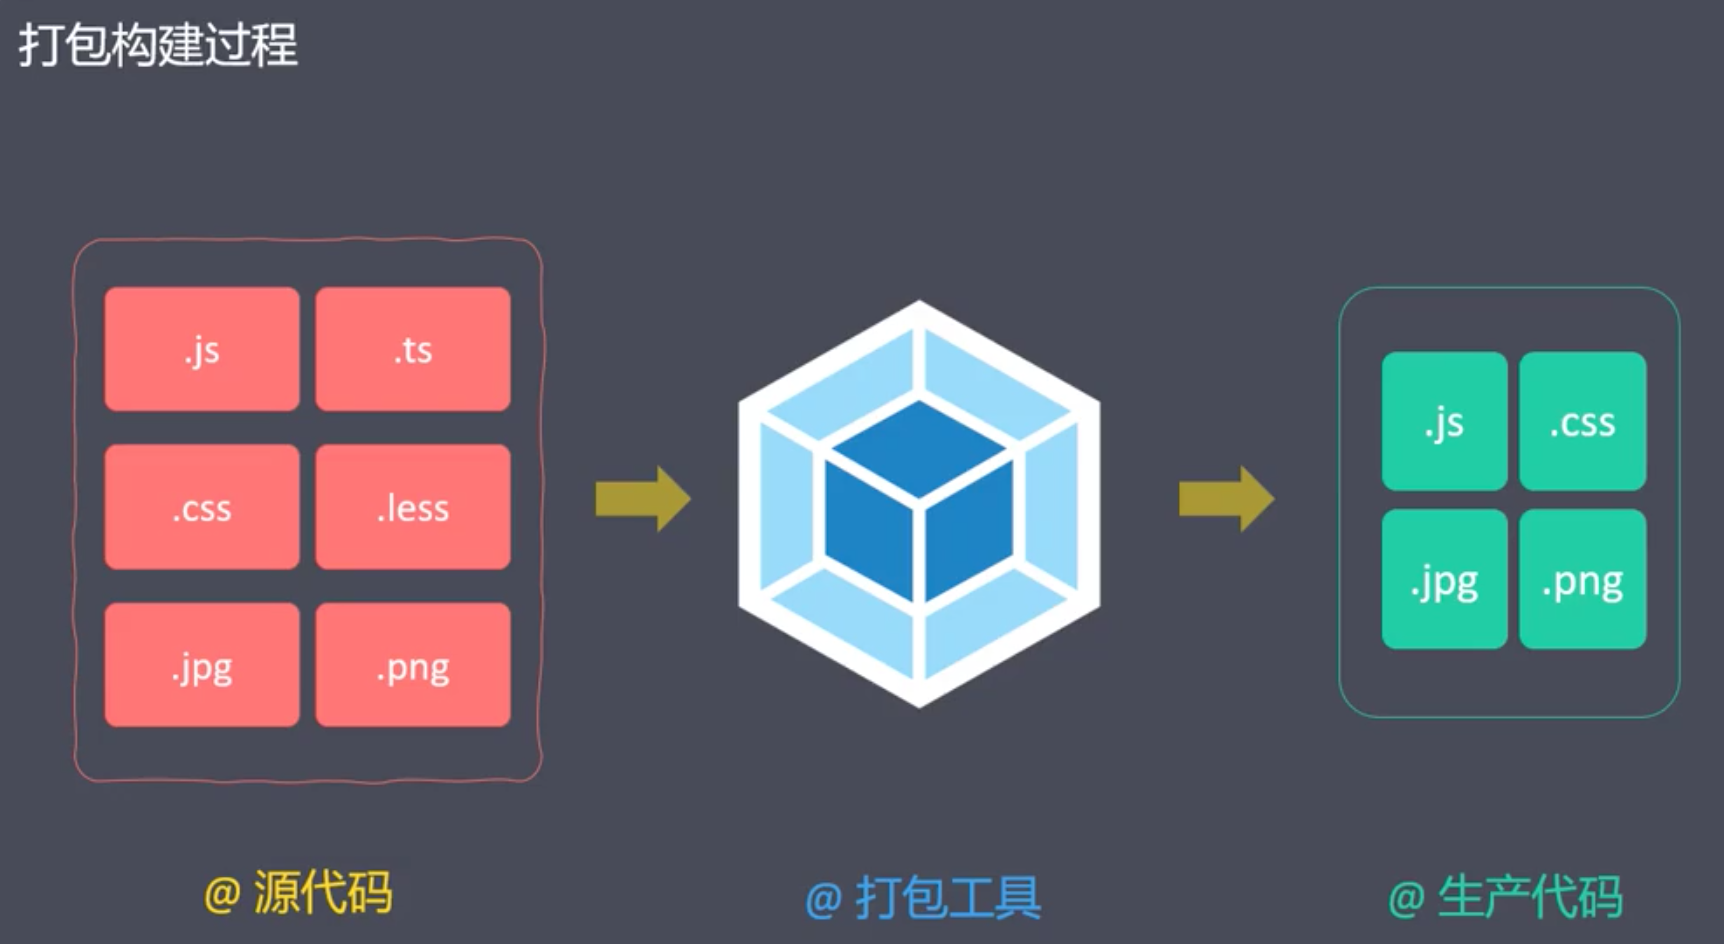 打包构建过程
.js
.ts
.css
.less
.jpg
.png
.js
.css
.jpg
.png
@ 源代码
@ 打包工具
@ 生产代码